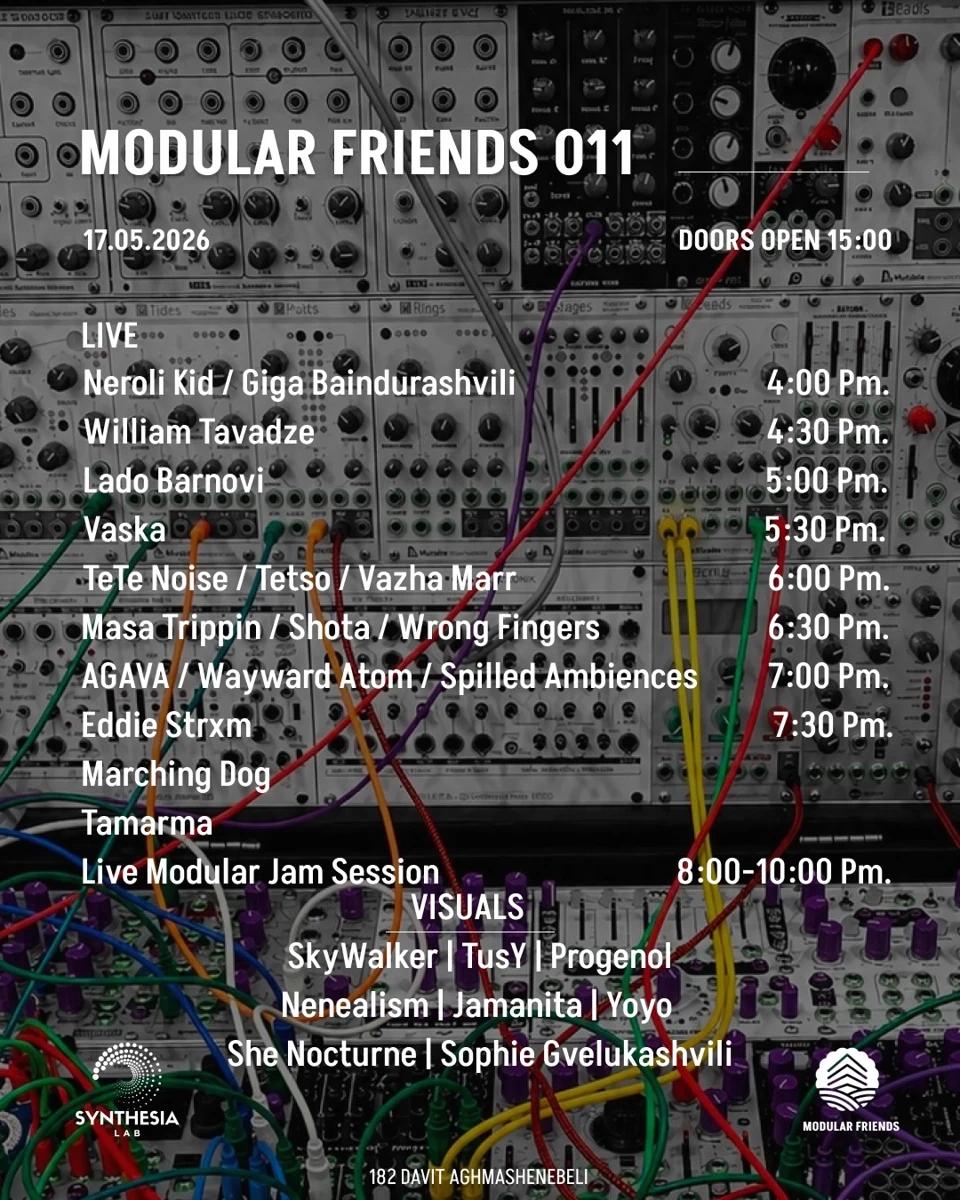 MODULAR FRIENDS 011
17.05.2026
DOORS OPEN 15:00
LIVE
Neroli Kid / Giga Baindurashvili 4:00 Pm.
William Tavadze 4:30 Pm.
Lado Barnovi 5:00 Pm.
Vaska 5:30 Pm.
TeTe Noise / Tetso / Vazha Marr 6:00 Pm.
Masa Trippin / Shota / Wrong Fingers 6:30 Pm.
AGAVA / Wayward Atom / Spilled Ambiences 7:00 Pm.
Eddie Strxm 7:30 Pm.
Marching Dog
Tamarma
Live Modular Jam Session 8:00-10:00 Pm.
VISUALS
SkyWalker | TusY | Progenol
Nenealism | Jamanita | Yoyo
She Nocturne | Sophie Gvelukashvili
SYNTHESIA
LAB
MODULAR FRIENDS
182 DAVIT AGHMASHENEBELI
Beads
Tides
Rings